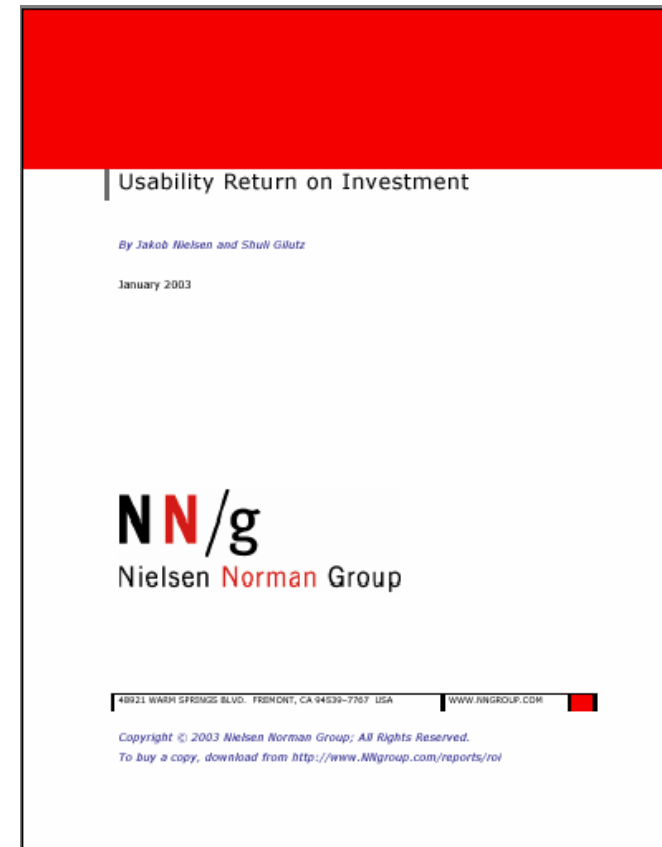 Usability Return on Investment
By Jakob Nielsen and Shuli Gilutz
January 2003
NN/g
Nielsen Norman Group
48921 WARM SPRINGS BLVD. FREMONT, CA 94539–7767 USA WWW.NNGROUP.COM
Copyright © 2003 Nielsen Norman Group; All Rights Reserved.
To buy a copy, download from http://www.NNgroup.com/reports/roi